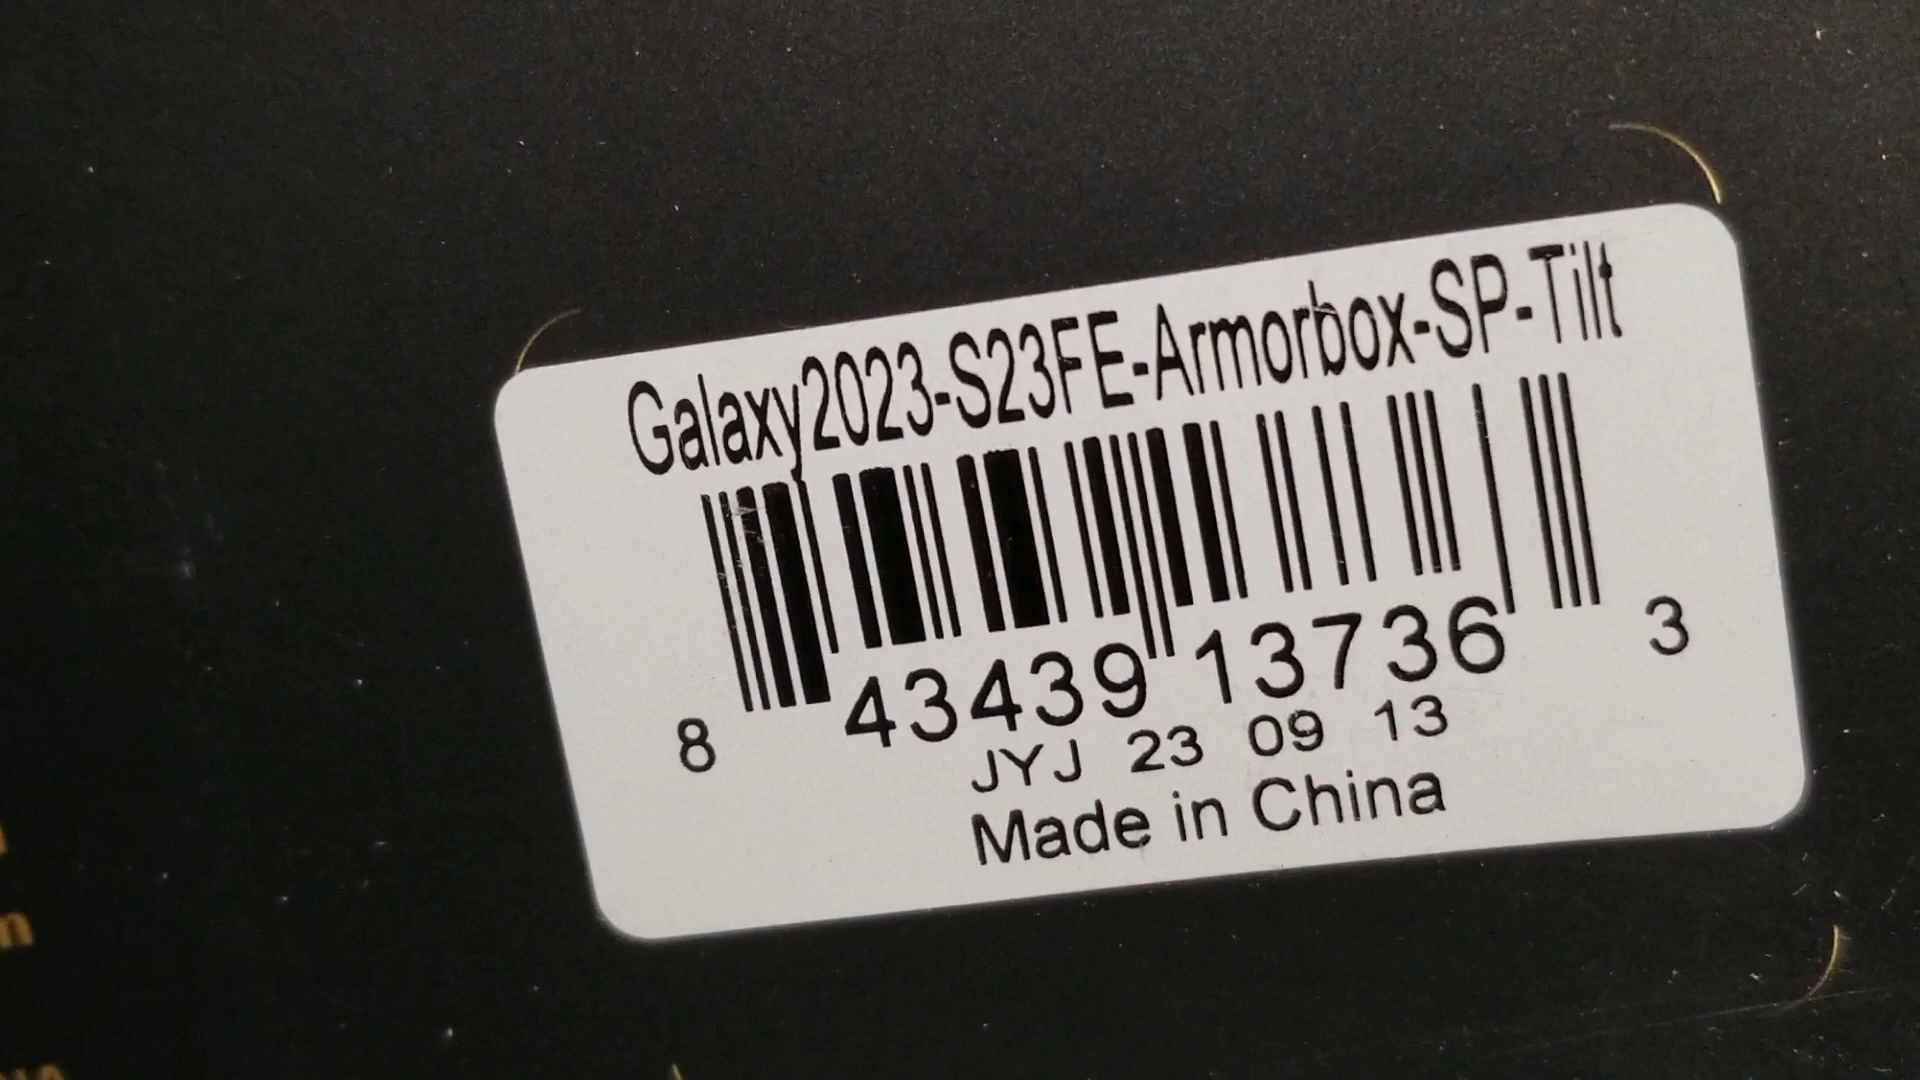 Galaxy2023-S23FE-Armorbox-SP-Tilt
8 43439 13736 3
JYJ 23 09 13
Made in China